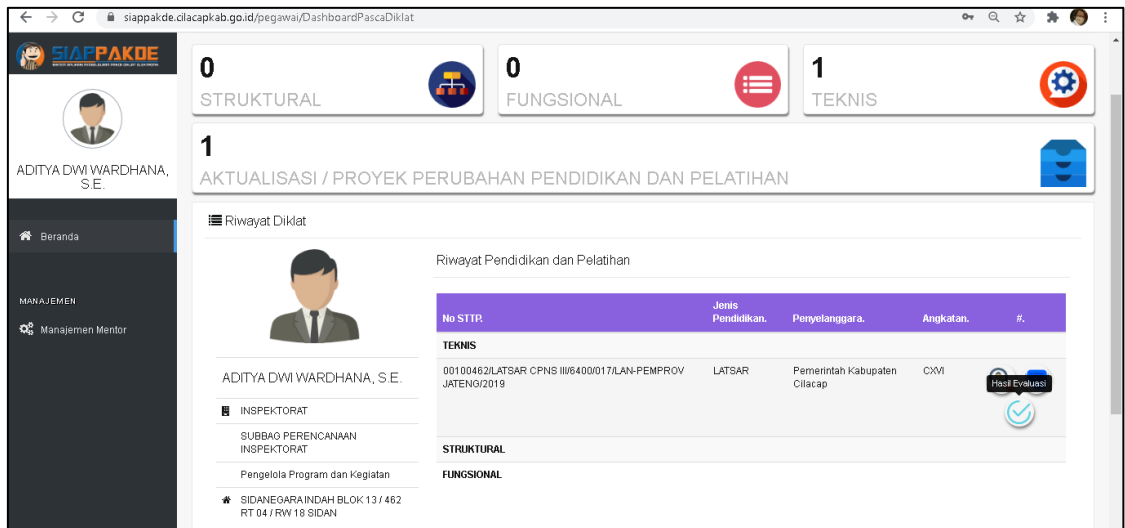 siappakde.cilacapkab.go.id/pegawai/DashboardPascaDiklat
SIAPPAKDE
ADITYA DWI WARDHANA,
S.E.
Beranda
MANAJEMEN
Manajemen Mentor
0
STRUKTURAL
0
FUNGSIONAL
1
TEKNIS
1
AKTUALISASI / PROYEK PERUBAHAN PENDIDIKAN DAN PELATIHAN
Riwayat Diklat
ADITYA DWI WARDHANA, S.E.
INSPEKTORAT
SUBBAG PERENCANAAN
INSPEKTORAT
Pengelola Program dan Kegiatan
SIDANEGARA INDAH BLOK 13 / 462
RT 04 / RW 18 SIDAN
Riwayat Pendidikan dan Pelatihan
No STTP. Jenis Pendidikan. Penyelanggara. Angkatan. #.
TEKNIS
00100462/LATSAR CPNS III/6400/017/LAN-PEMPROV LATSAR Pemerintah Kabupaten CXVI
JATENG/2019 Cilacap
Hasil Evaluasi
STRUKTURAL
FUNGSIONAL